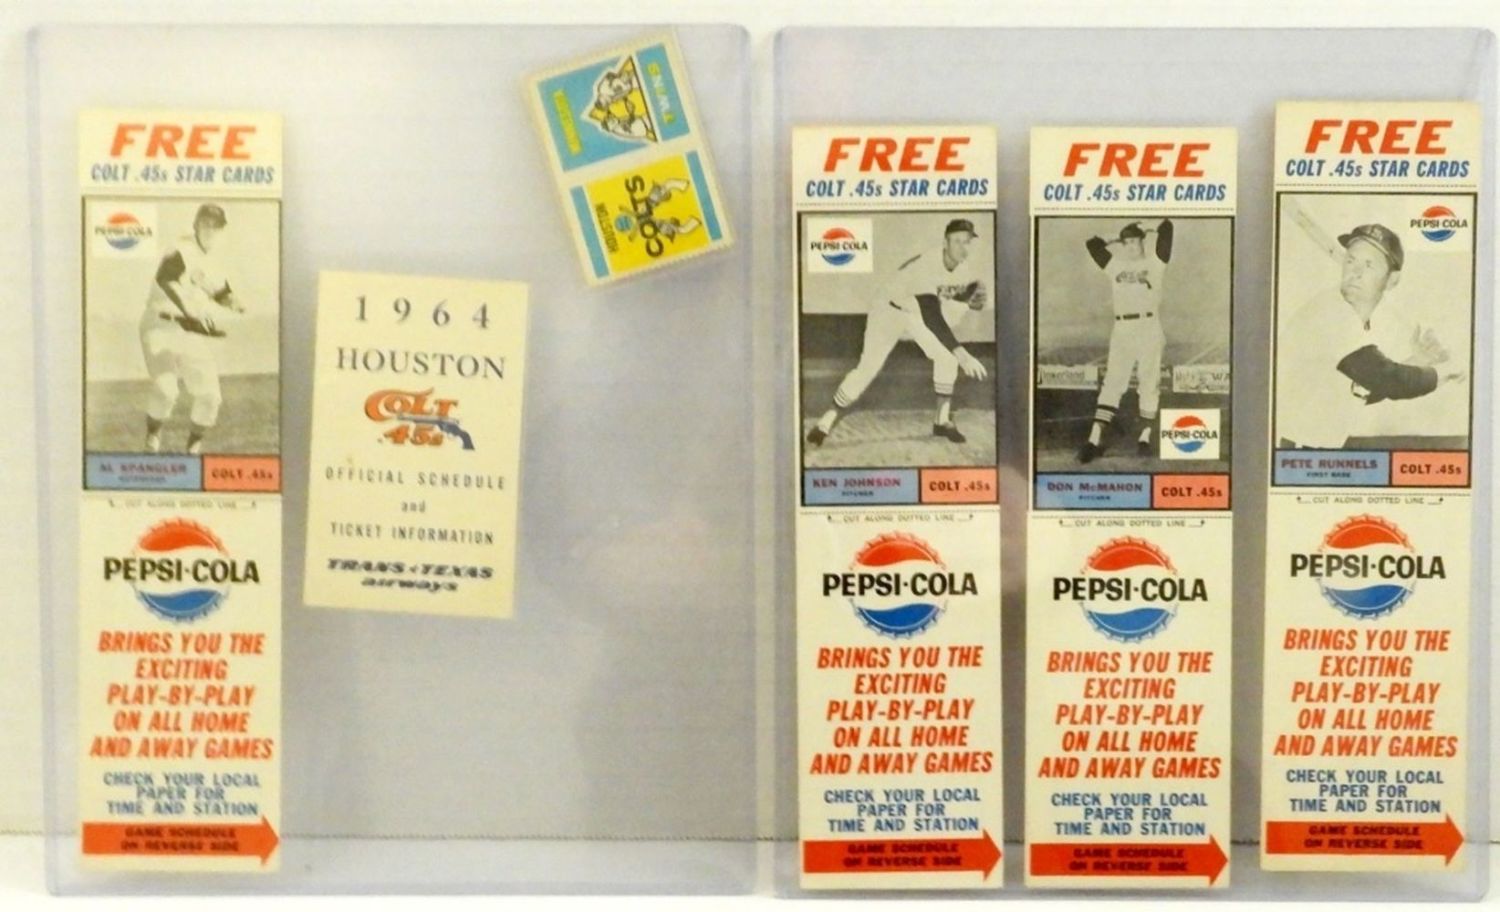 FREE
COLT .45s STAR CARDS
PEPSI-COLA
AL SPANGLER
OUTFIELDER
COLT .45s
CUT ALONG DOTTED LINE
PEPSI·COLA
BRINGS YOU THE
EXCITING
PLAY-BY-PLAY
ON ALL HOME
AND AWAY GAMES
CHECK YOUR LOCAL
PAPER FOR
TIME AND STATION
GAME SCHEDULE
ON REVERSE SIDE
1964
HOUSTON
COLT
.45s
OFFICIAL SCHEDULE
and
TICKET INFORMATION
TRANS-TEXAS
airways
TWINS
MINNESOTA
HOUSTON
COLTS
FREE
COLT .45s STAR CARDS
PEPSI-COLA
KEN JOHNSON
PITCHER
COLT .45s
CUT ALONG DOTTED LINE
PEPSI·COLA
BRINGS YOU THE
EXCITING
PLAY-BY-PLAY
ON ALL HOME
AND AWAY GAMES
CHECK YOUR LOCAL
PAPER FOR
TIME AND STATION
GAME SCHEDULE
ON REVERSE SIDE
FREE
COLT .45s STAR CARDS
PEPSI-COLA
DON McMAHON
PITCHER
COLT .45s
CUT ALONG DOTTED LINE
PEPSI·COLA
BRINGS YOU THE
EXCITING
PLAY-BY-PLAY
ON ALL HOME
AND AWAY GAMES
CHECK YOUR LOCAL
PAPER FOR
TIME AND STATION
GAME SCHEDULE
ON REVERSE SIDE
FREE
COLT .45s STAR CARDS
PEPSI-COLA
PETE RUNNELS
FIRST BASE
COLT .45s
CUT ALONG DOTTED LINE
PEPSI·COLA
BRINGS YOU THE
EXCITING
PLAY-BY-PLAY
ON ALL HOME
AND AWAY GAMES
CHECK YOUR LOCAL
PAPER FOR
TIME AND STATION
GAME SCHEDULE
ON REVERSE SIDE